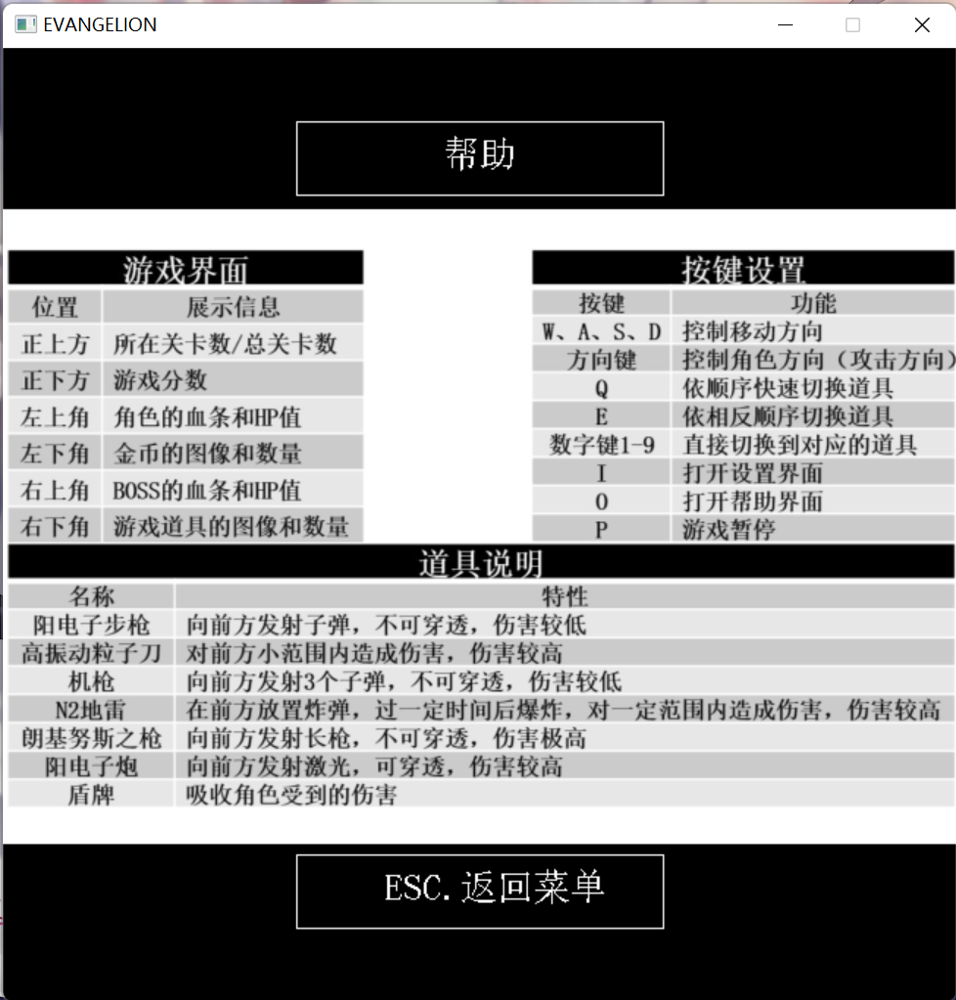 EVANGELION
帮助
游戏界面
位置 展示信息
正上方 所在关卡数/总关卡数
正下方 游戏分数
左上角 角色的血条和HP值
左下角 金币的图像和数量
右上角 BOSS的血条和HP值
右下角 游戏道具的图像和数量
按键设置
按键 功能
W、A、S、D 控制移动方向
方向键 控制角色方向（攻击方向）
Q 依顺序快速切换道具
E 依相反顺序切换道具
数字键1-9 直接切换到对应的道具
I 打开设置界面
O 打开帮助界面
P 游戏暂停
道具说明
名称 特性
阳电子步枪 向前方发射子弹，不可穿透，伤害较低
高振动粒子刀 对前方小范围内造成伤害，伤害较高
机枪 向前方发射3个子弹，不可穿透，伤害较低
N2地雷 在前方放置炸弹，过一定时间后爆炸，对一定范围内造成伤害，伤害较高
朗基努斯之枪 向前方发射长枪，不可穿透，伤害极高
阳电子炮 向前方发射激光，可穿透，伤害较高
盾牌 吸收角色受到的伤害
ESC.返回菜单